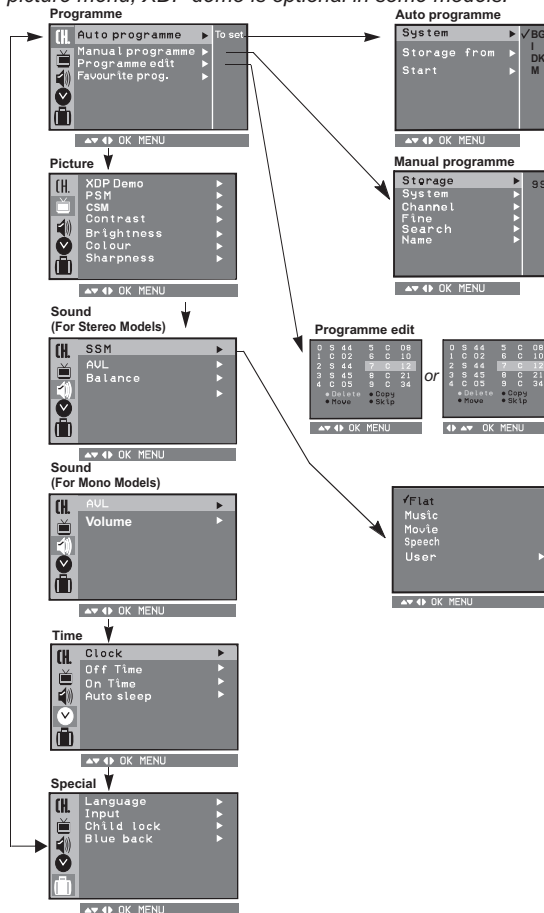 picture menu, XDP demo is optional in some models.
Programme
CH.
Auto programme
To set
Manual programme
Programme edit
Favourite prog.
OK MENU
Auto programme
System
BG
I
Storage from
DK
Start
M
OK MENU
Picture
CH.
XDP Demo
PSM
CSM
Contrast
Brightness
Colour
Sharpness
OK MENU
Manual programme
Storage
99
System
Channel
Fine
Search
Name
OK MENU
Sound
(For Stereo Models)
CH.
SSM
AVL
Balance
OK MENU
Programme edit
0 S 44 5 C 08
1 C 02 6 C 10
2 S 44 7 C 12
3 S 45 8 C 21
4 C 05 9 C 34
Delete Copy
Move Skip
OK MENU
or
0 S 44 5 C 08
1 C 02 6 C 10
2 S 44 7 C 12
3 S 45 8 C 21
4 C 05 9 C 34
Delete Copy
Move Skip
OK MENU
Sound
(For Mono Models)
CH.
AVL
Volume
OK MENU
Flat
Music
Movie
Speech
User
OK MENU
Time
CH.
Clock
Off Time
On Time
Auto sleep
OK MENU
Special
CH.
Language
Input
Child lock
Blue back
OK MENU